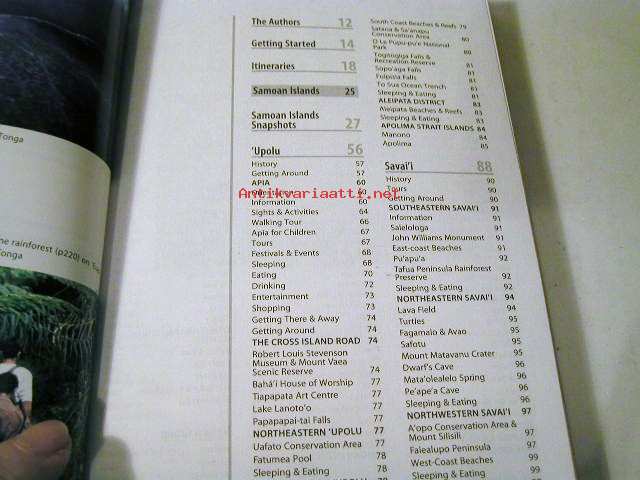 Tonga
ne rainforest (p220) on
Tonga
The Authors 12
Getting Started 14
Itineraries 18
Samoan Islands 25
Samoan Islands
Snapshots 27
'Upolu 56
History 57
Getting Around 57
APIA 60
Orientation 60
Information 60
Sights & Activities 64
Walking Tour 66
Apia for Children 67
Tours 67
Festivals & Events 68
Sleeping 68
Eating 70
Drinking 72
Entertainment 73
Shopping 73
Getting There & Away 74
Getting Around 74
THE CROSS ISLAND ROAD 74
Robert Louis Stevenson
Museum & Mount Vaea
Scenic Reserve 74
Bahá'í House of Worship 77
Tiapapata Art Centre 77
Lake Lanoto'o 77
Papapapai-tai Falls 77
NORTHEASTERN 'UPOLU 77
Uafato Conservation Area 77
Fatumea Pool 78
Sleeping & Eating 78
South Coast Beaches & Reefs 79
Satana & Sa'anapu
Conservation Area 80
O Le Pupu-pu'e National
Park 80
Togitogiga Falls &
Recreation Reserve 81
Sopo'aga Falls 81
Fuipisia Falls 81
To Sua Ocean Trench 81
Sleeping & Eating 81
ALEIPATA DISTRICT 83
Aleipata Beaches & Reefs 83
Sleeping & Eating 83
APOLIMA STRAIT ISLANDS 84
Manono 84
Apolima 85
Savai'i 88
History 90
Tours 90
Getting Around 90
SOUTHEASTERN SAVAI'I 91
Information 91
Salelologa 91
John Williams Monument 91
East-coast Beaches 91
Pu'apu'a 92
Tafua Peninsula Rainforest
Preserve 92
Sleeping & Eating 92
NORTHEASTERN SAVAI'I 94
Lava Field 94
Turtles 95
Fagamalo & Avao 95
Safotu 95
Mount Matavanu Crater 95
Dwarf's Cave 96
Mata'olealelo Spring 96
Pe'ape'a Cave 96
Sleeping & Eating 96
NORTHWESTERN SAVAI'I 97
A'opo Conservation Area &
Mount Silisili 97
Falealupo Peninsula 97
West-Coast Beaches 99
Sleeping & Eating 99
Antikvariaatti.net